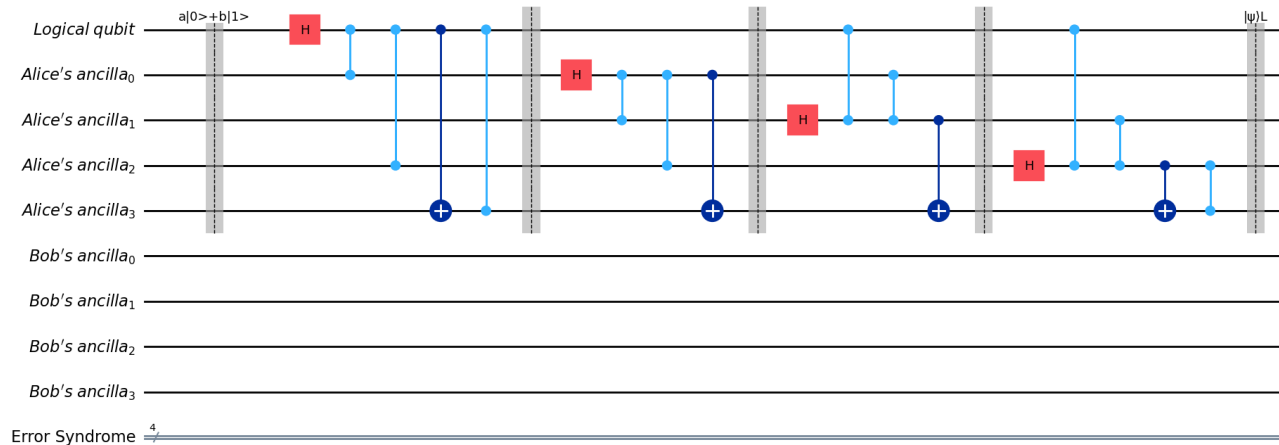 a|0>+b|1> |ψ⟩L
Logical qubit H
Alice's ancilla0 H
Alice's ancilla1 H
Alice's ancilla2 H
Alice's ancilla3
Bob's ancilla0
Bob's ancilla1
Bob's ancilla2
Bob's ancilla3
4
Error Syndrome